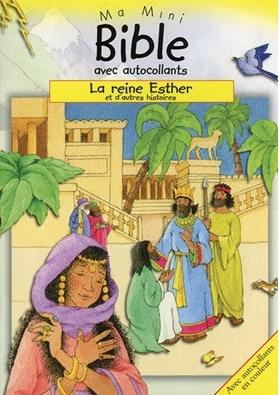 Ma Mini
Bible
avec autocollants
La reine Esther
et d'autres histoires
Avec autocollants
en couleur